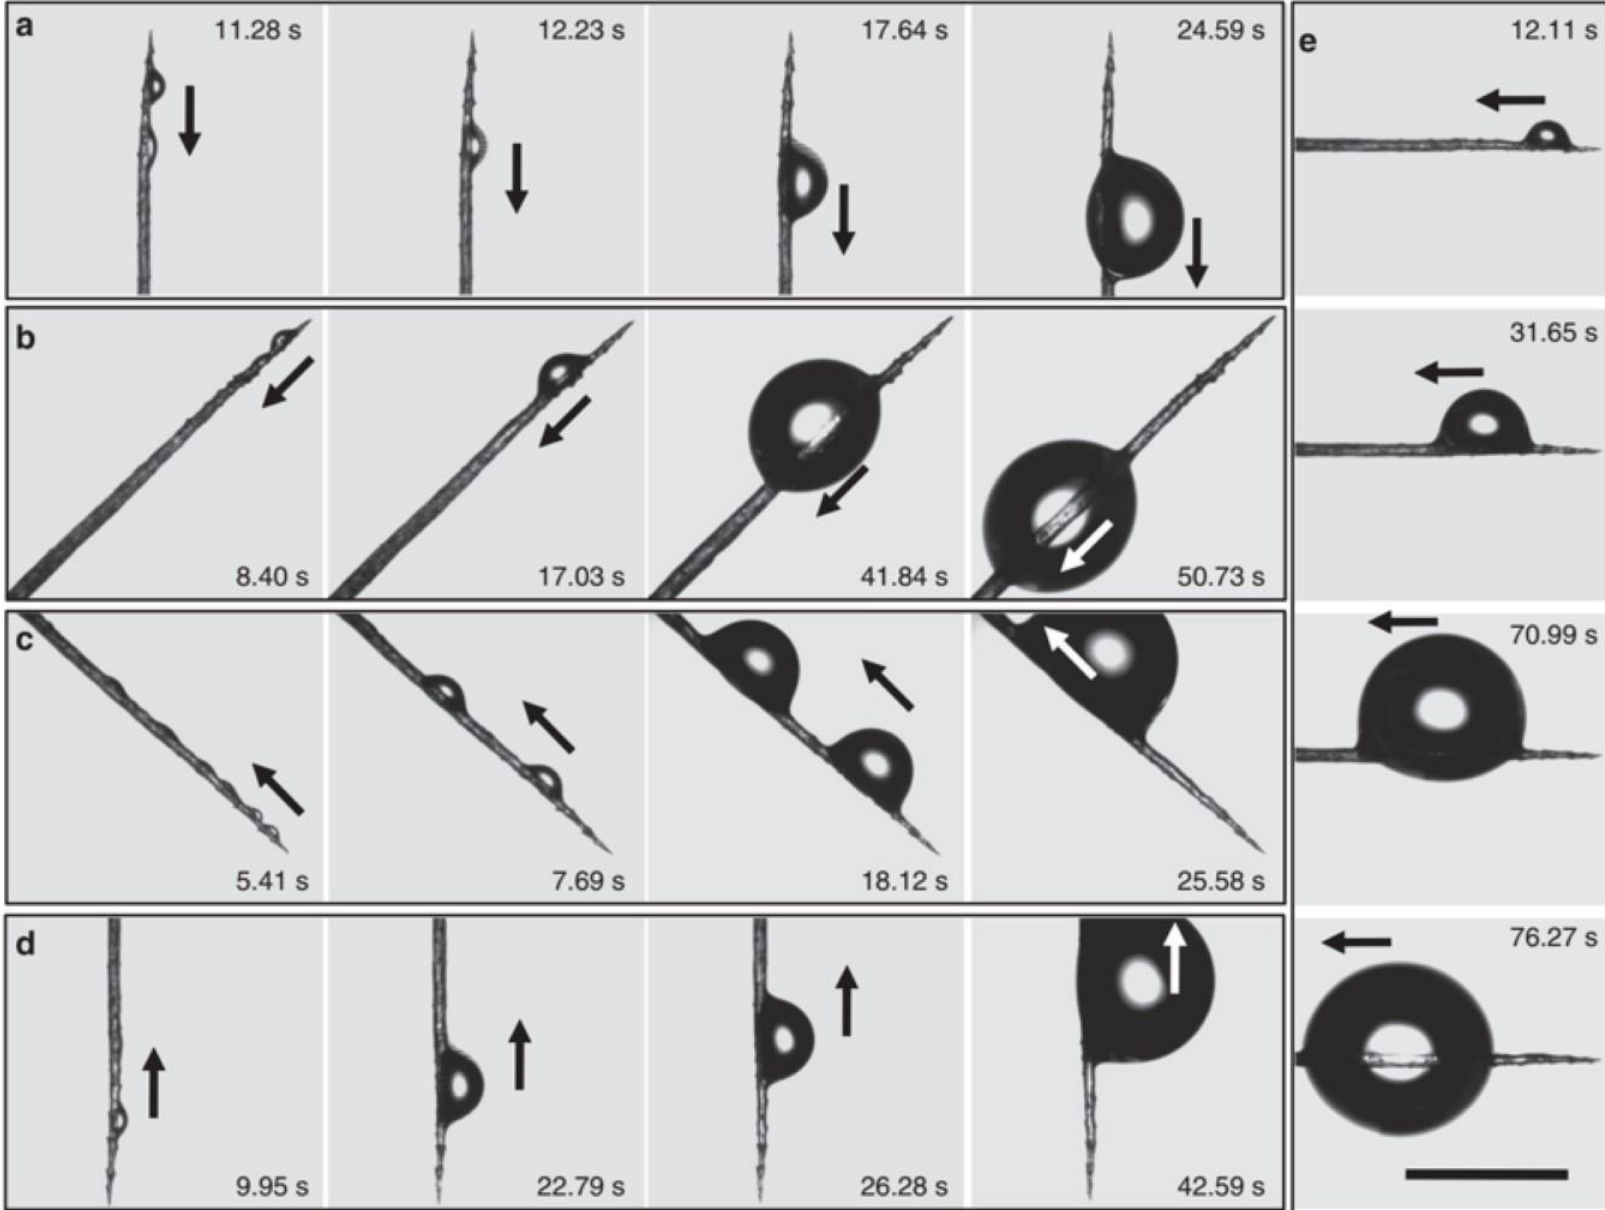 a
11.28 s
12.23 s
17.64 s
24.59 s
b
8.40 s
17.03 s
41.84 s
50.73 s
c
5.41 s
7.69 s
18.12 s
25.58 s
d
9.95 s
22.79 s
26.28 s
42.59 s
e
12.11 s
31.65 s
70.99 s
76.27 s